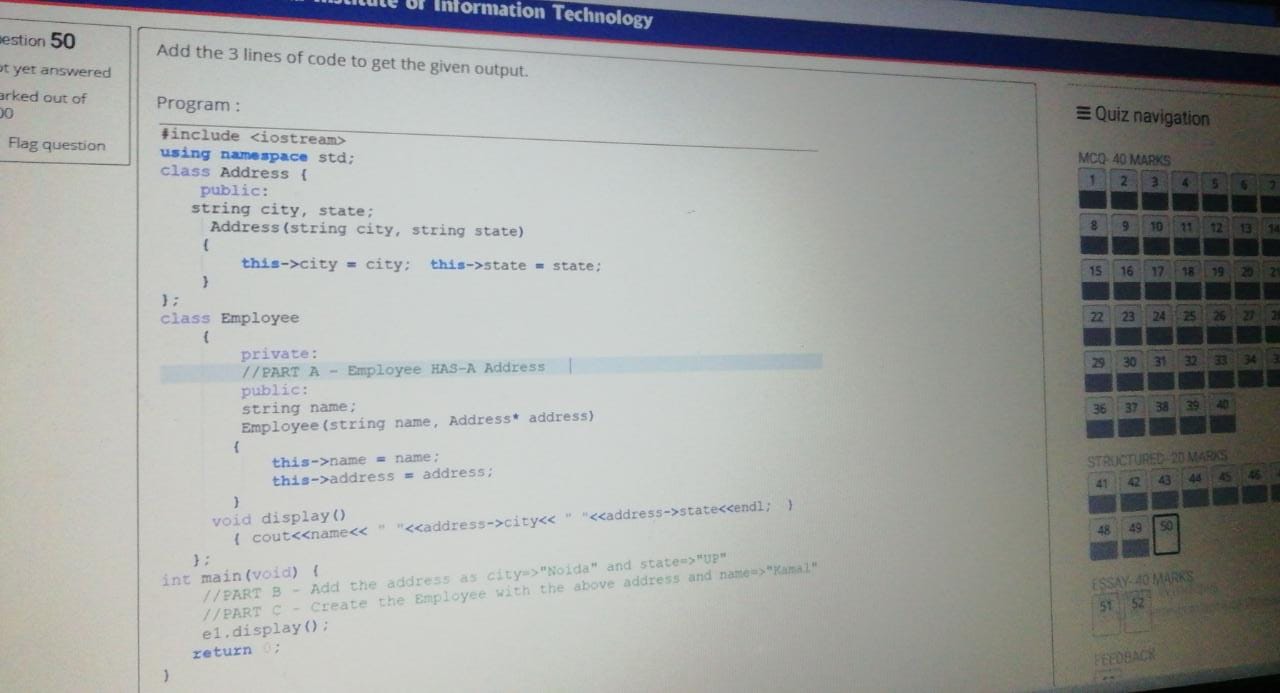 of Information Technology
estion 50
ot yet answered
arked out of
00
Flag question
Add the 3 lines of code to get the given output.
Program :
#include <iostream>
using namespace std;
class Address {
public:
string city, state;
Address(string city, string state)
{
this->city = city; this->state = state;
}
};
class Employee
{
private:
//PART A - Employee HAS-A Address
public:
string name;
Employee(string name, Address* address)
{
this->name = name;
this->address = address;
}
void display()
{ cout<<name<< " "<<address->city<< " "<<address->state<<endl; }
};
int main(void) {
//PART B - Add the address as city=>"Noida" and state=>"UP"
//PART C - Create the Employee with the above address and name=>"Kamal"
e1.display();
return 0;
}
Quiz navigation
MCQ- 40 MARKS
1 2 3 4 5 6 7
8 9 10 11 12 13 14
15 16 17 18 19 20 21
22 23 24 25 26 27 28
29 30 31 32 33 34
36 37 38 39 40
STRUCTURED- 20 MARKS
41 42 43 44 45 46
48 49 50
ESSAY- 40 MARKS
51 52
FEEDBACK